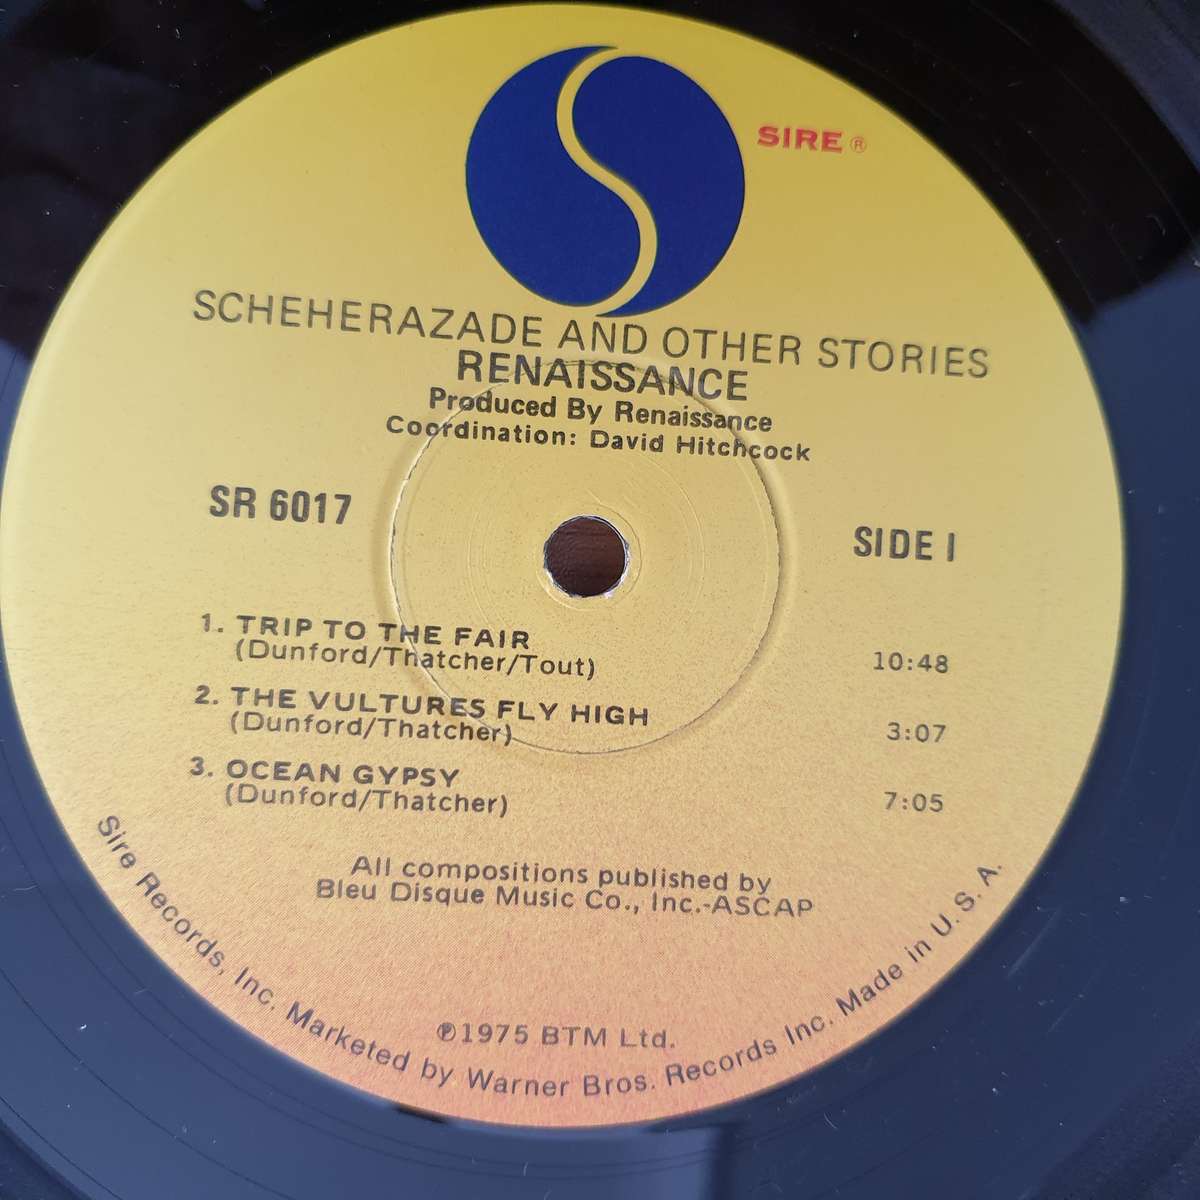 SIRE ®
SCHEHERAZADE AND OTHER STORIES
RENAISSANCE
Produced By Renaissance
Coordination: David Hitchcock
SR 6017
SIDE I
1. TRIP TO THE FAIR
(Dunford/Thatcher/Tout) 10:48
2. THE VULTURES FLY HIGH
(Dunford/Thatcher) 3:07
3. OCEAN GYPSY
(Dunford/Thatcher) 7:05
All compositions published by
Bleu Disque Music Co., Inc.-ASCAP
℗1975 BTM Ltd.
Sire Records, Inc. Marketed by Warner Bros. Records Inc. Made in U. S. A.